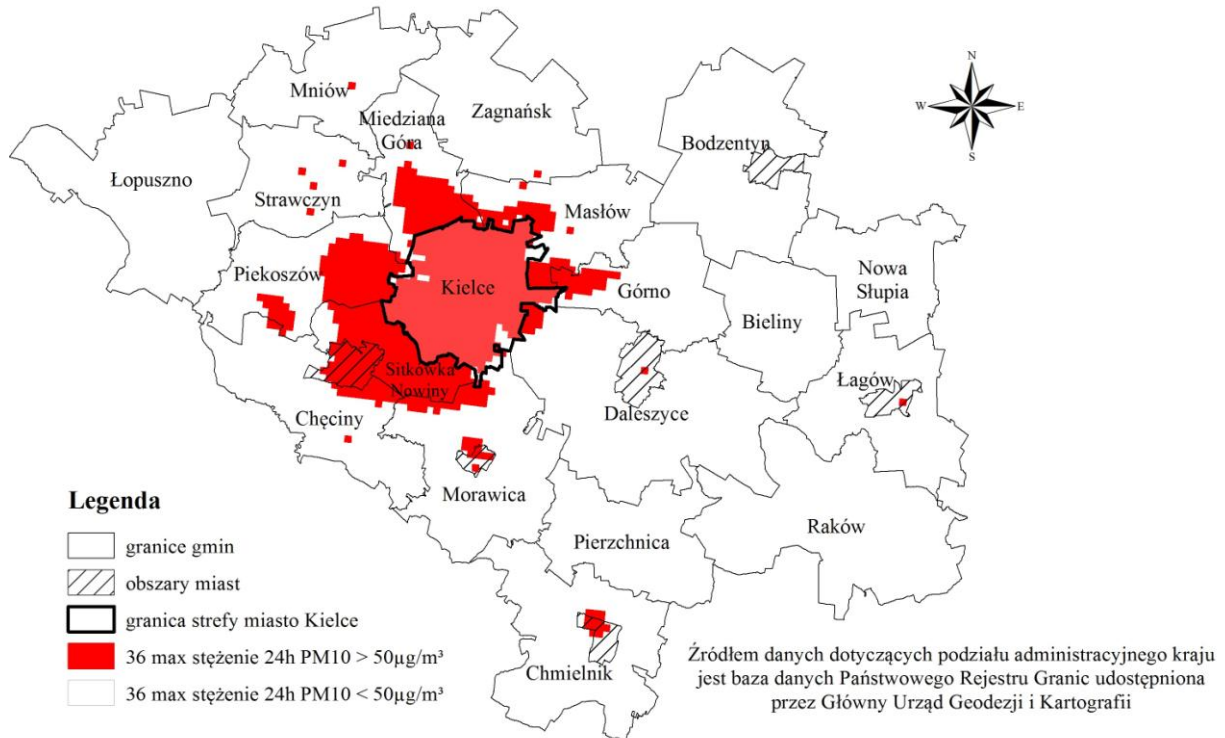 N
W
E
S
Mniów
Miedziana
Góra
Zagnańsk
Bodzentyn
Łopuszno
Strawczyn
Masłów
Piekoszów
Kielce
Górno
Nowa
Słupia
Bieliny
Sitkówka
Nowiny
Łagów
Daleszyce
Chęciny
Morawica
Raków
Pierzchnica
Chmielnik
Legenda
granice gmin
obszary miast
granica strefy miasto Kielce
36 max stężenie 24h PM10 > 50µg/m³
36 max stężenie 24h PM10 < 50µg/m³
Źródłem danych dotyczących podziału administracyjnego kraju
jest baza danych Państwowego Rejestru Granic udostępniona
przez Główny Urząd Geodezji i Kartografii